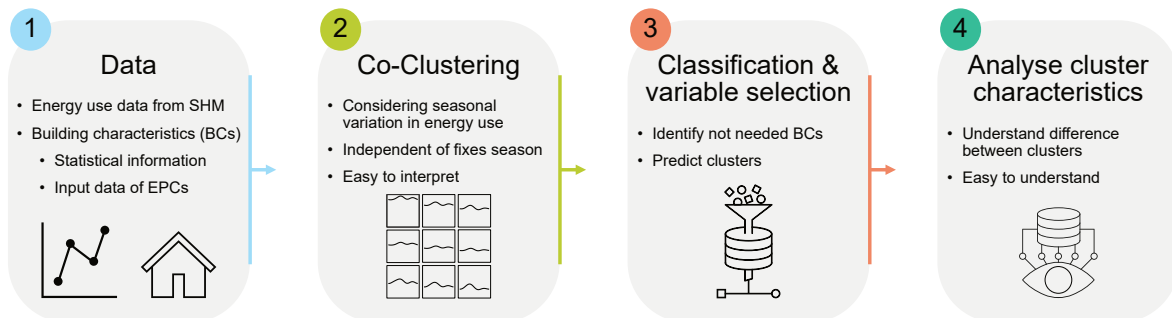 1
Data
• Energy use data from SHM
• Building characteristics (BCs)
• Statistical information
• Input data of EPCs
2
Co-Clustering
• Considering seasonal
variation in energy use
• Independent of fixes season
• Easy to interpret
3
Classification &
variable selection
• Identify not needed BCs
• Predict clusters
4
Analyse cluster
characteristics
• Understand difference
between clusters
• Easy to understand